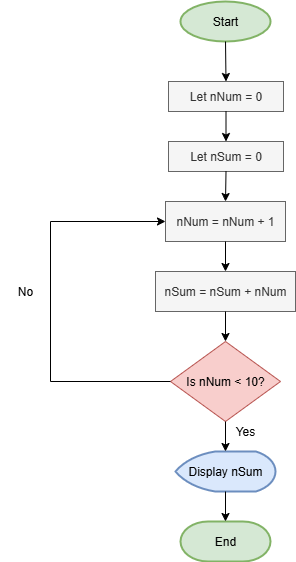 Start
Let nNum = 0
Let nSum = 0
nNum = nNum + 1
nSum = nSum + nNum
No
Is nNum < 10?
Yes
Display nSum
End